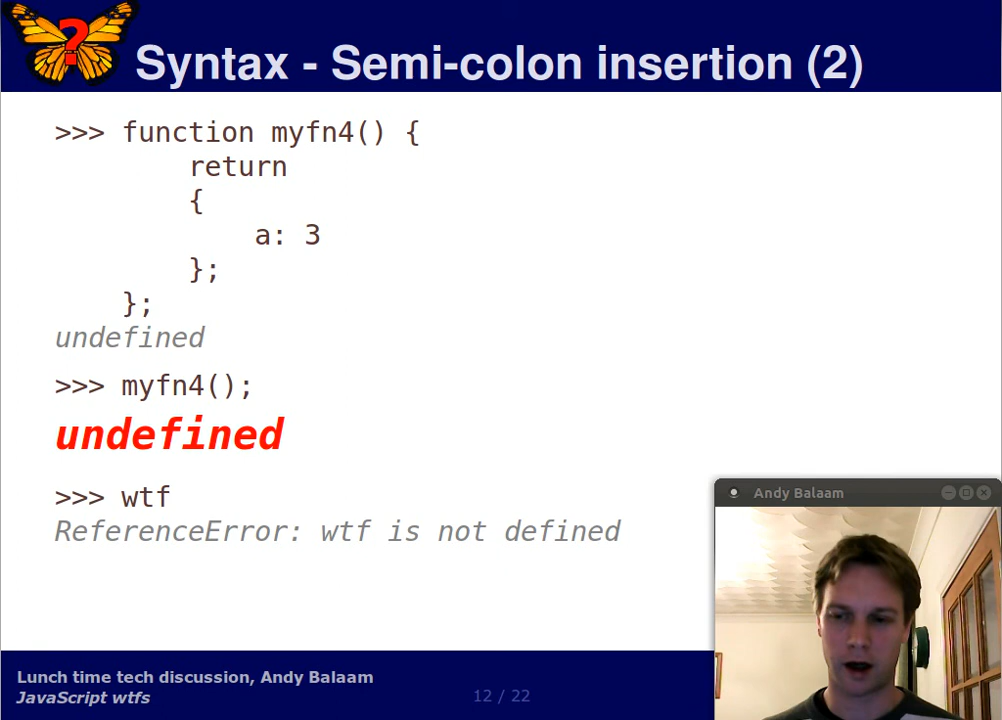 ?
Syntax - Semi-colon insertion (2)
>>> function myfn4() {
return
{
a: 3
};
};
undefined
>>> myfn4();
undefined
>>> wtf
ReferenceError: wtf is not defined
Andy Balaam
Lunch time tech discussion, Andy Balaam
JavaScript wtfs
12 / 22